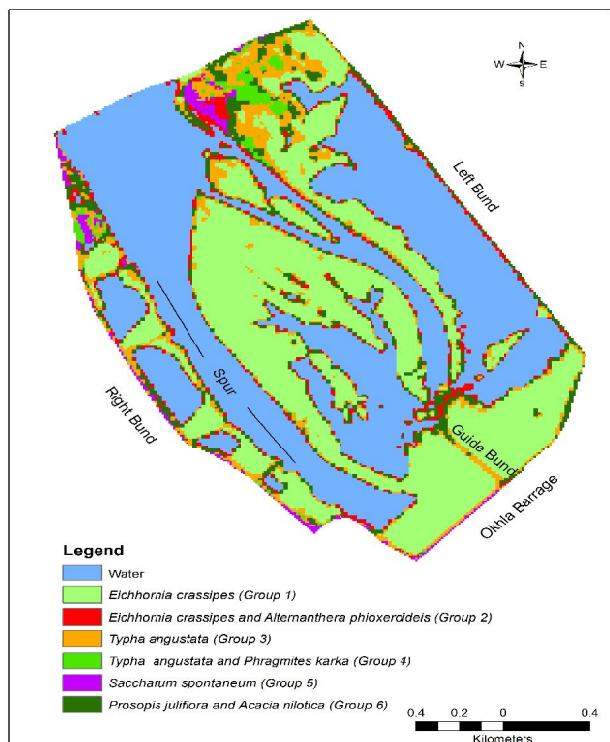 N
W E
S
Left Bund
Spur
Right Bund
Guide Bund
Okhla Barrage
Legend
Water
Eichhornia crassipes (Group 1)
Eichhornia crassipes and Alternanthera phioxercideis (Group 2)
Typha angustata (Group 3)
Typha angustata and Phragmites karka (Group 4)
Saccharum spontaneum (Group 5)
Prosopis juliflora and Acacia nilotica (Group 6)
0.4 0.2 0 0.4
Kilometers